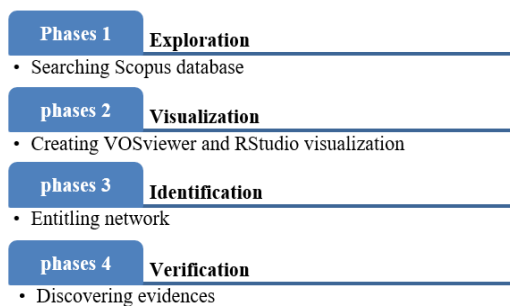 Phases 1 Exploration
• Searching Scopus database
phases 2 Visualization
• Creating VOSviewer and RStudio visualization
phases 3 Identification
• Entitling network
phases 4 Verification
• Discovering evidences